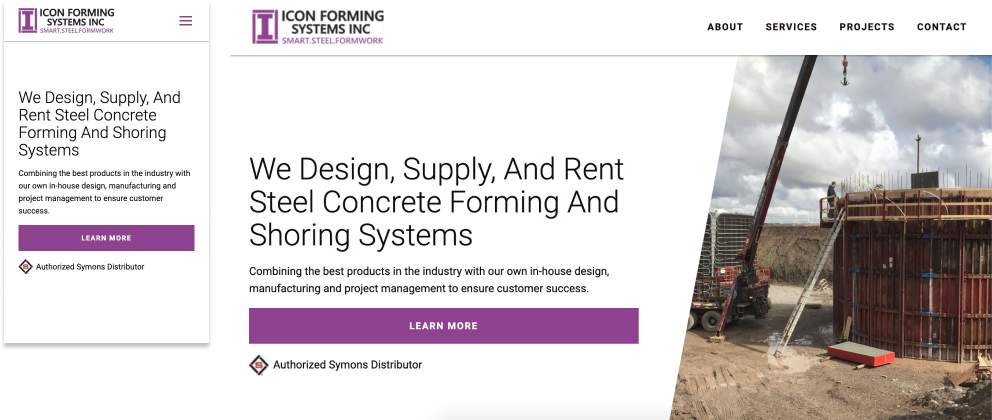 ICON FORMING
SYSTEMS INC
SMART.STEEL.FORMWORK
We Design, Supply, And
Rent Steel Concrete
Forming And Shoring
Systems
Combining the best products in the industry with
our own in-house design, manufacturing and
project management to ensure customer
success.
LEARN MORE
S Authorized Symons Distributor
ICON FORMING
SYSTEMS INC
SMART.STEEL.FORMWORK
ABOUT SERVICES PROJECTS CONTACT
We Design, Supply, And Rent
Steel Concrete Forming And
Shoring Systems
Combining the best products in the industry with our own in-house design,
manufacturing and project management to ensure customer success.
LEARN MORE
S Authorized Symons Distributor